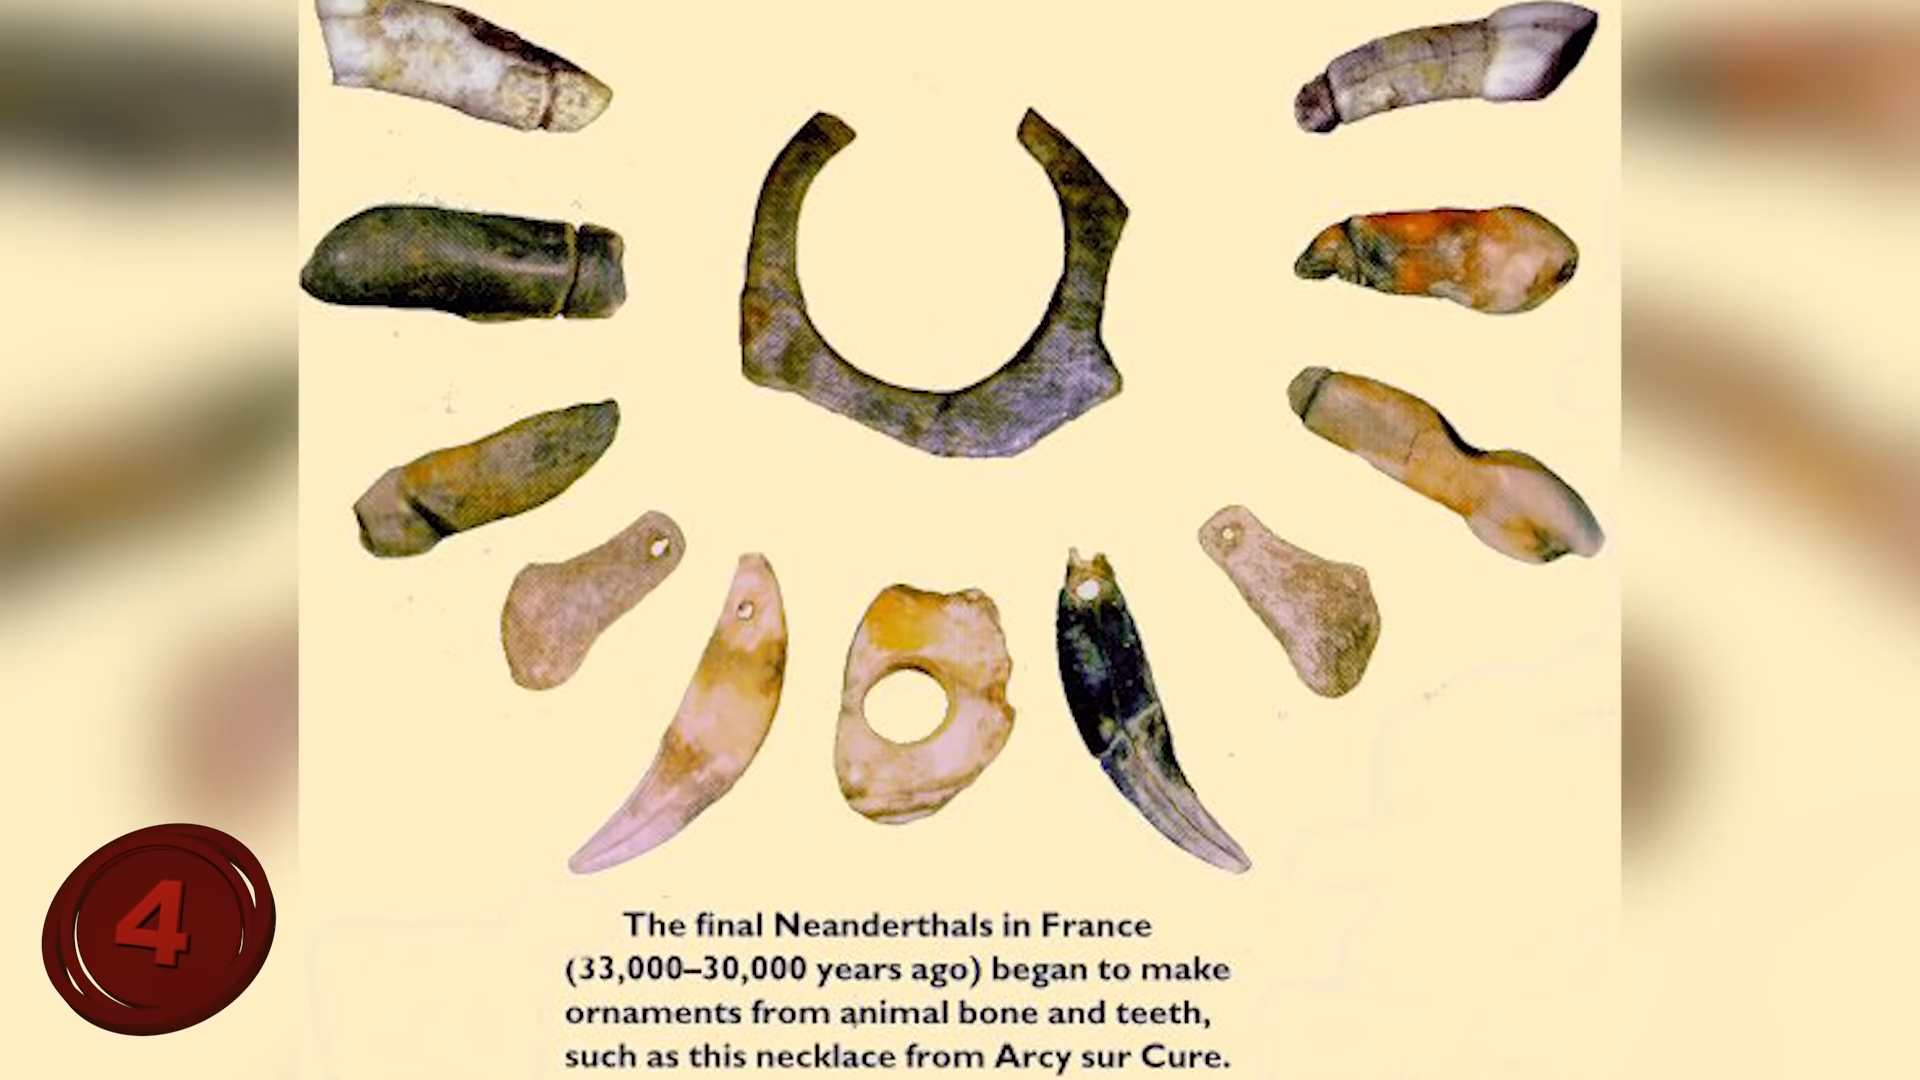 The final Neanderthals in France
(33,000–30,000 years ago) began to make
ornaments from animal bone and teeth,
such as this necklace from Arcy sur Cure.
4